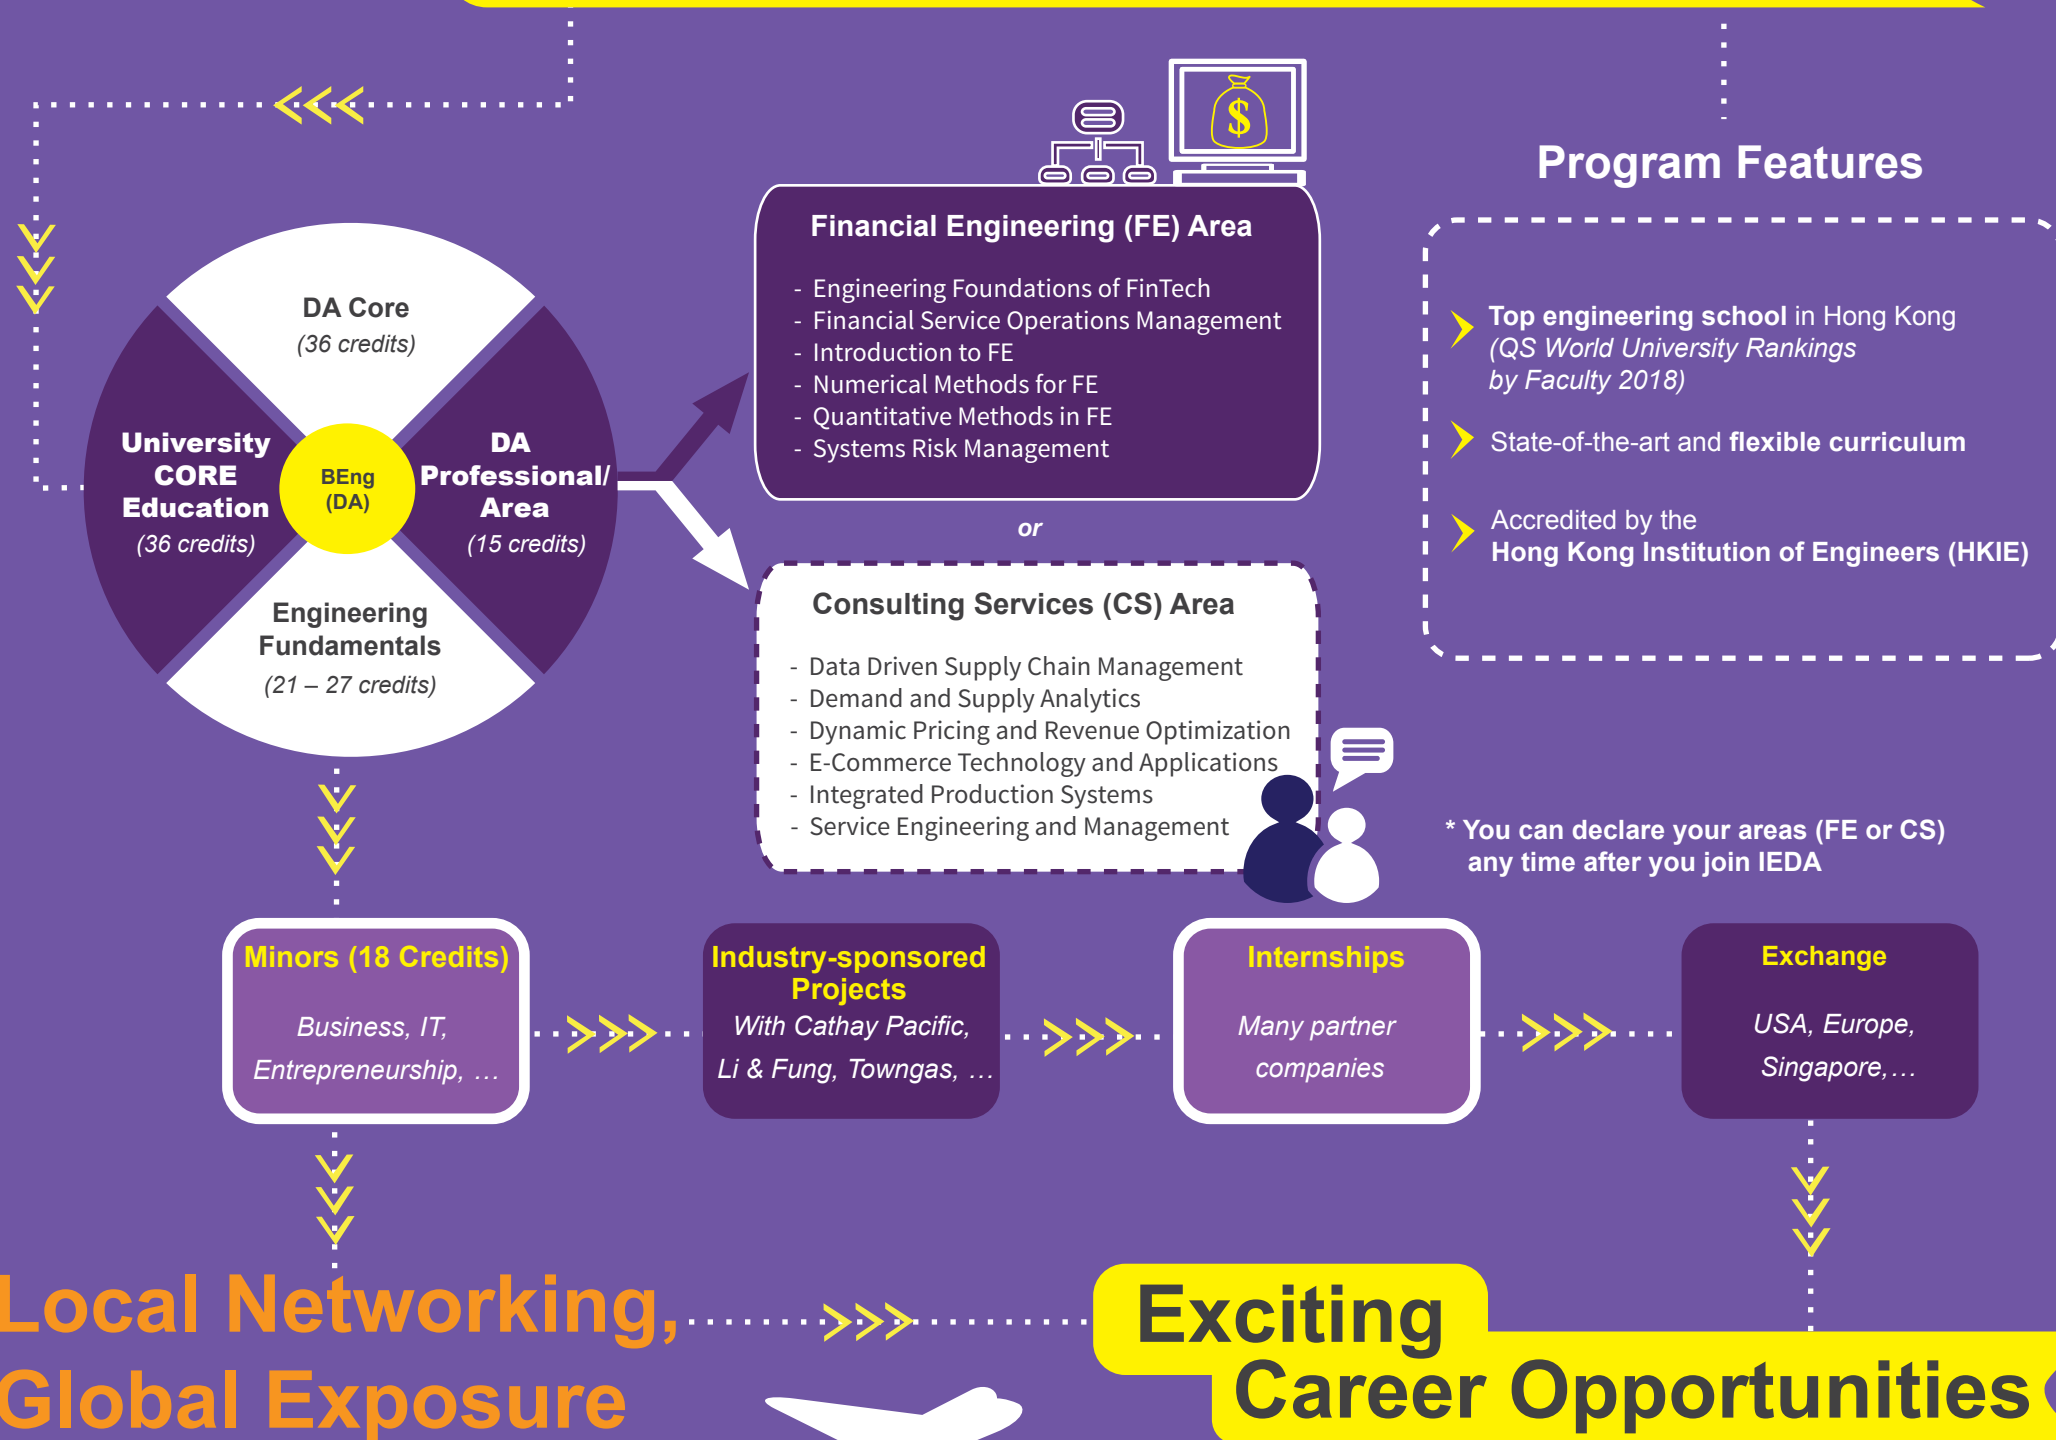 DA Core
(36 credits)
University
CORE
Education
(36 credits)
BEng
(DA)
DA
Professional/
Area
(15 credits)
Engineering
Fundamentals
(21 – 27 credits)
$
Financial Engineering (FE) Area
- Engineering Foundations of FinTech
- Financial Service Operations Management
- Introduction to FE
- Numerical Methods for FE
- Quantitative Methods in FE
- Systems Risk Management
or
Consulting Services (CS) Area
- Data Driven Supply Chain Management
- Demand and Supply Analytics
- Dynamic Pricing and Revenue Optimization
- E-Commerce Technology and Applications
- Integrated Production Systems
- Service Engineering and Management
Program Features
Top engineering school in Hong Kong
(QS World University Rankings
by Faculty 2018)
State-of-the-art and flexible curriculum
Accredited by the
Hong Kong Institution of Engineers (HKIE)
* You can declare your areas (FE or CS)
any time after you join IEDA
Minors (18 Credits)
Business, IT,
Entrepreneurship, …
Industry-sponsored
Projects
With Cathay Pacific,
Li & Fung, Towngas, …
Internships
Many partner
companies
Exchange
USA, Europe,
Singapore,…
Local Networking,
Global Exposure
Exciting
Career Opportunities